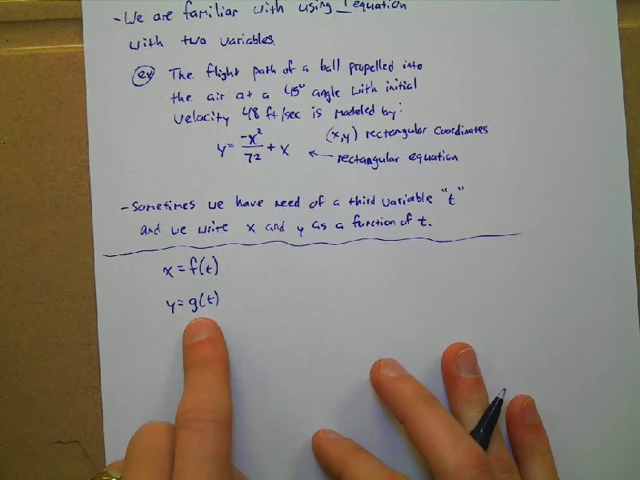 - We are familiar with using 1 equation
with two variables.
ex The flight path of a ball propelled into
the air at a 45° angle with initial
velocity 48 ft/sec is modeled by:
y = -x²/72 + x (x,y) rectangular coordinates
← rectangular equation
- Sometimes we have need of a third variable "t"
and we write x and y as a function of t.
x = f(t)
y = g(t)